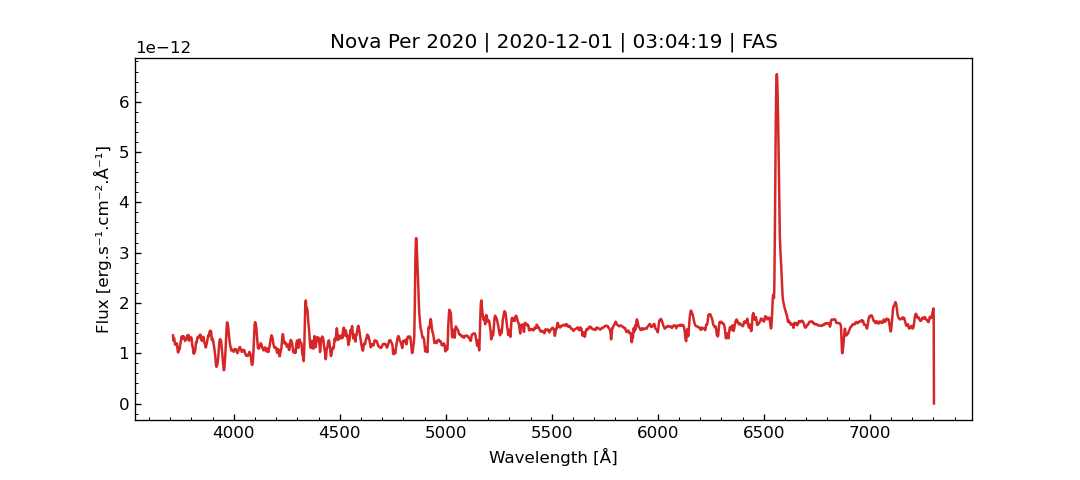 Nova Per 2020 | 2020-12-01 | 03:04:19 | FAS
1e−12
6
5
4
3
2
1
0
Flux [erg.s⁻¹.cm⁻².Å⁻¹]
4000 4500 5000 5500 6000 6500 7000
Wavelength [Å]